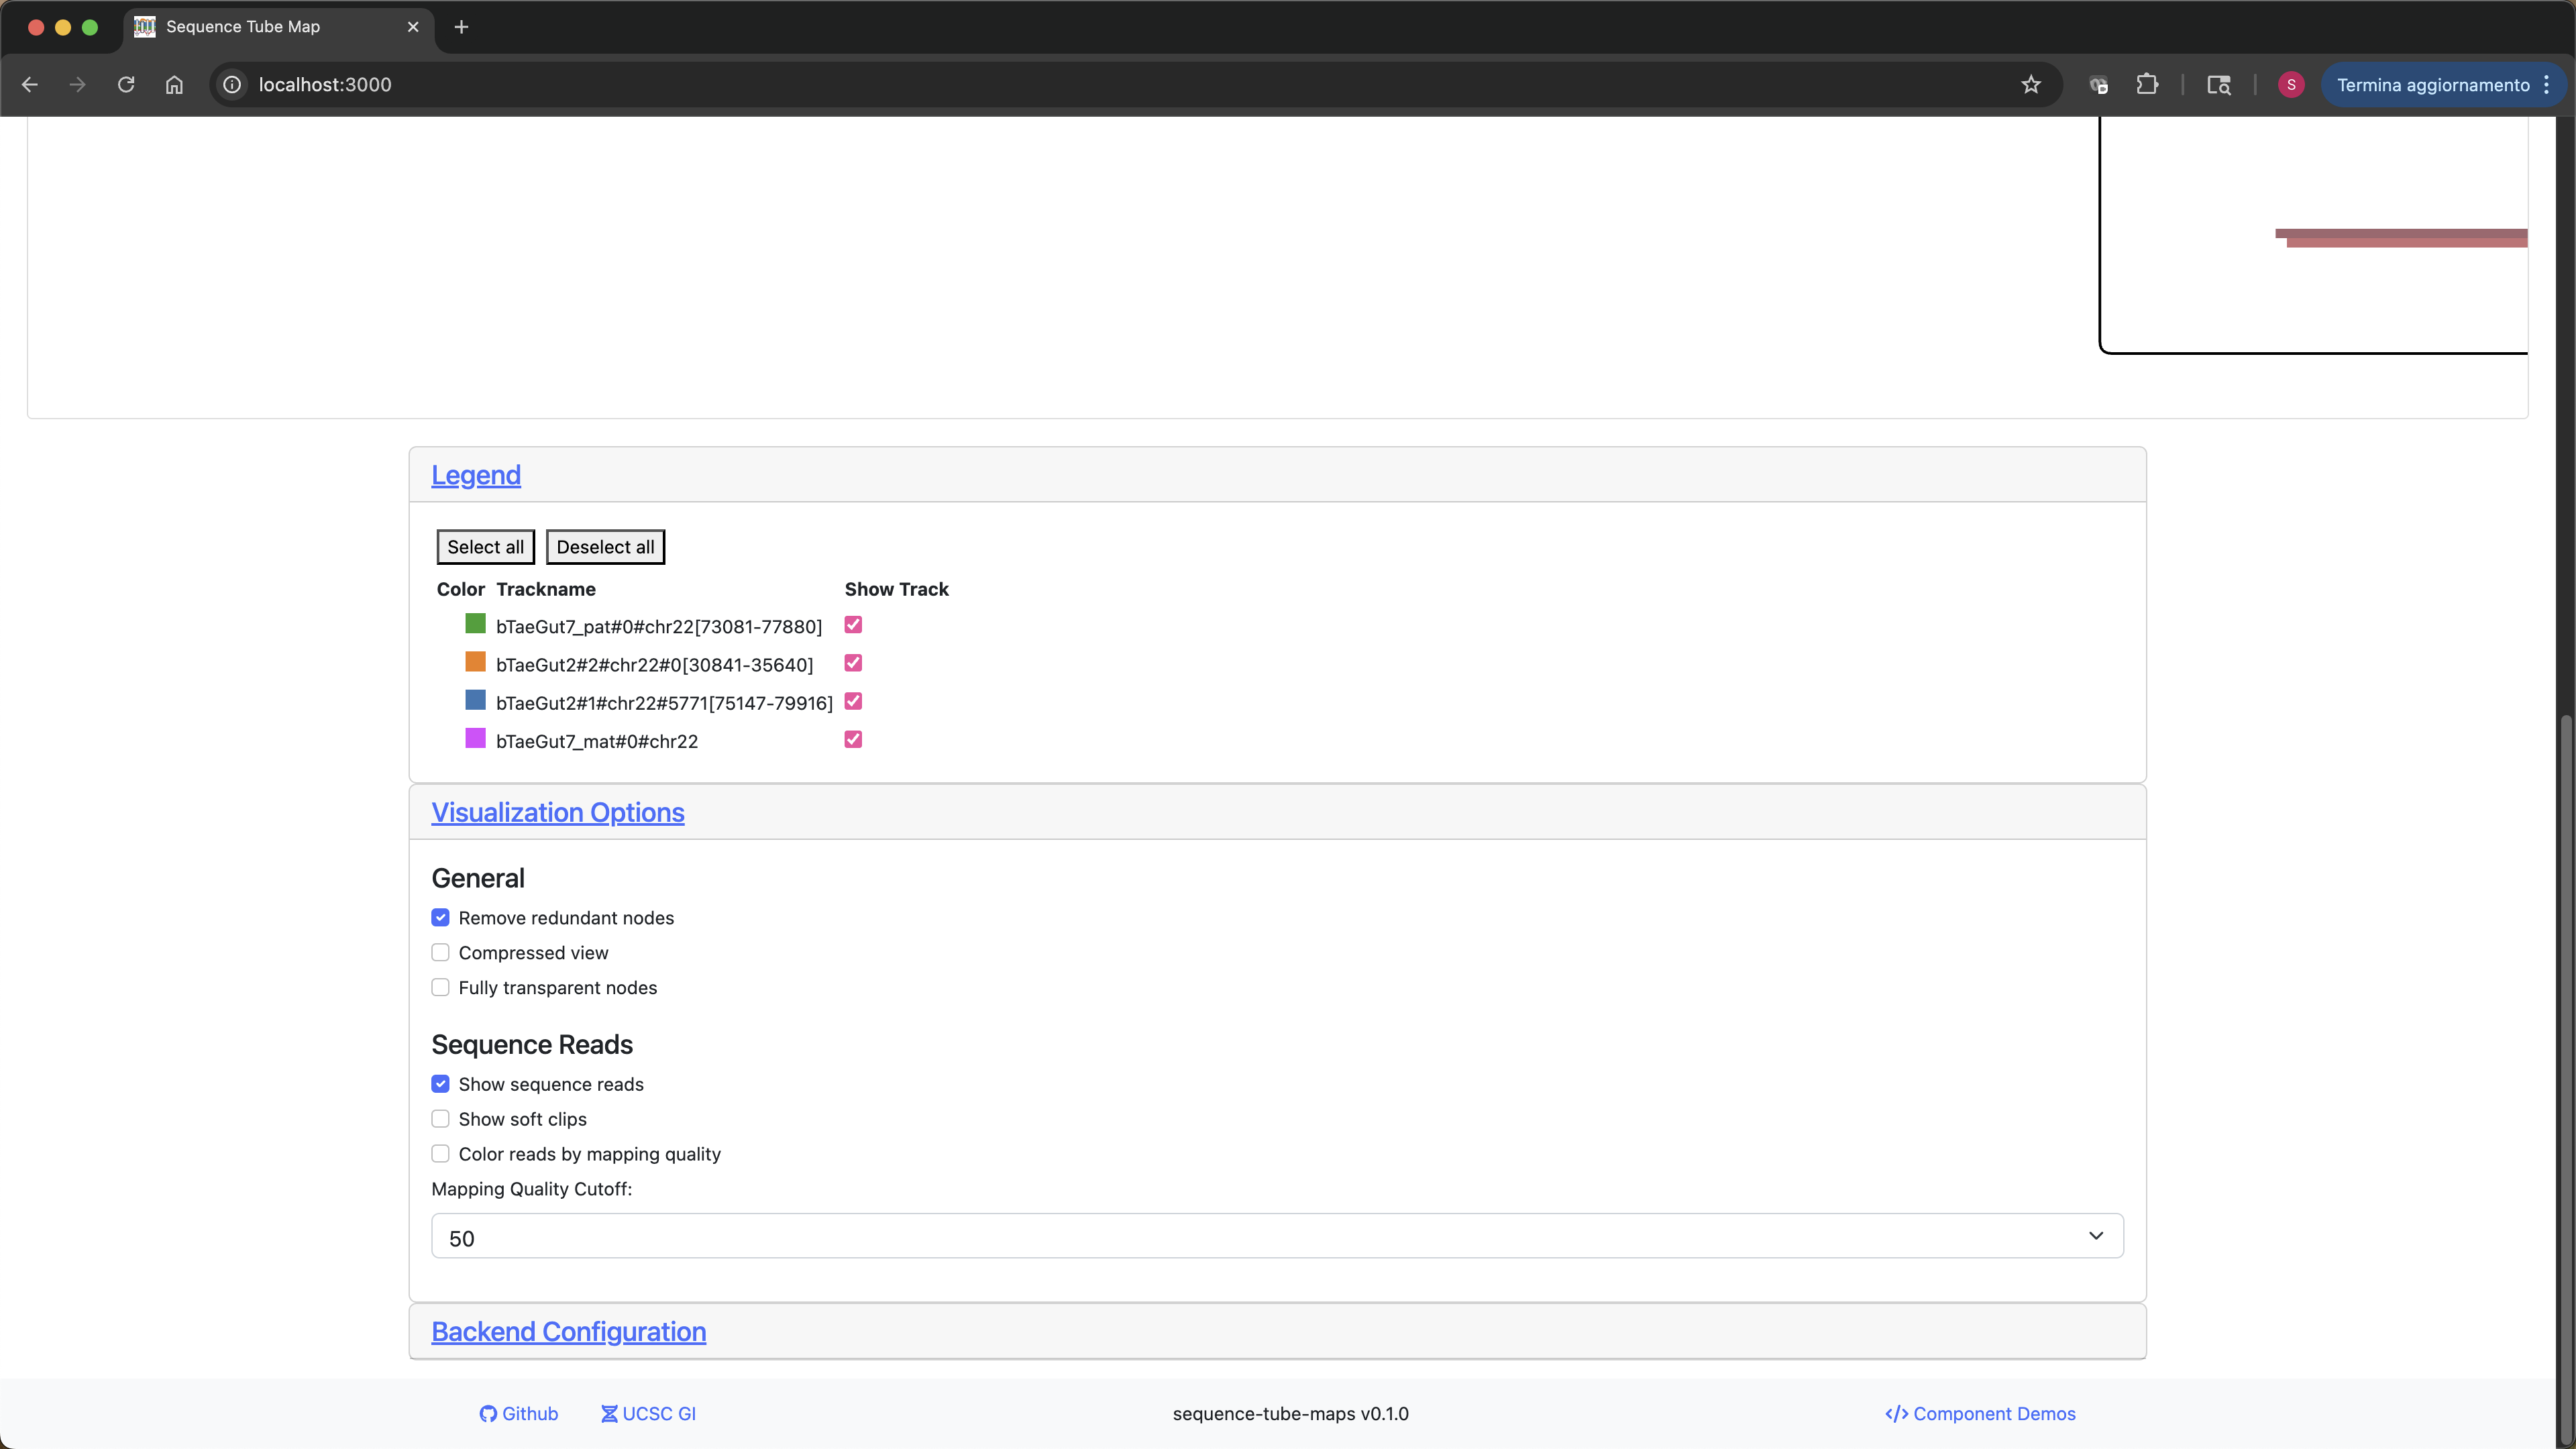 Sequence Tube Map
localhost:3000
S
Termina aggiornamento
Legend
Select all Deselect all
Color Trackname Show Track
bTaeGut7_pat#0#chr22[73081-77880]
bTaeGut2#2#chr22#0[30841-35640]
bTaeGut2#1#chr22#5771[75147-79916]
bTaeGut7_mat#0#chr22
Visualization Options
General
Remove redundant nodes
Compressed view
Fully transparent nodes
Sequence Reads
Show sequence reads
Show soft clips
Color reads by mapping quality
Mapping Quality Cutoff:
50
Backend Configuration
Github UCSC GI sequence-tube-maps v0.1.0 </> Component Demos